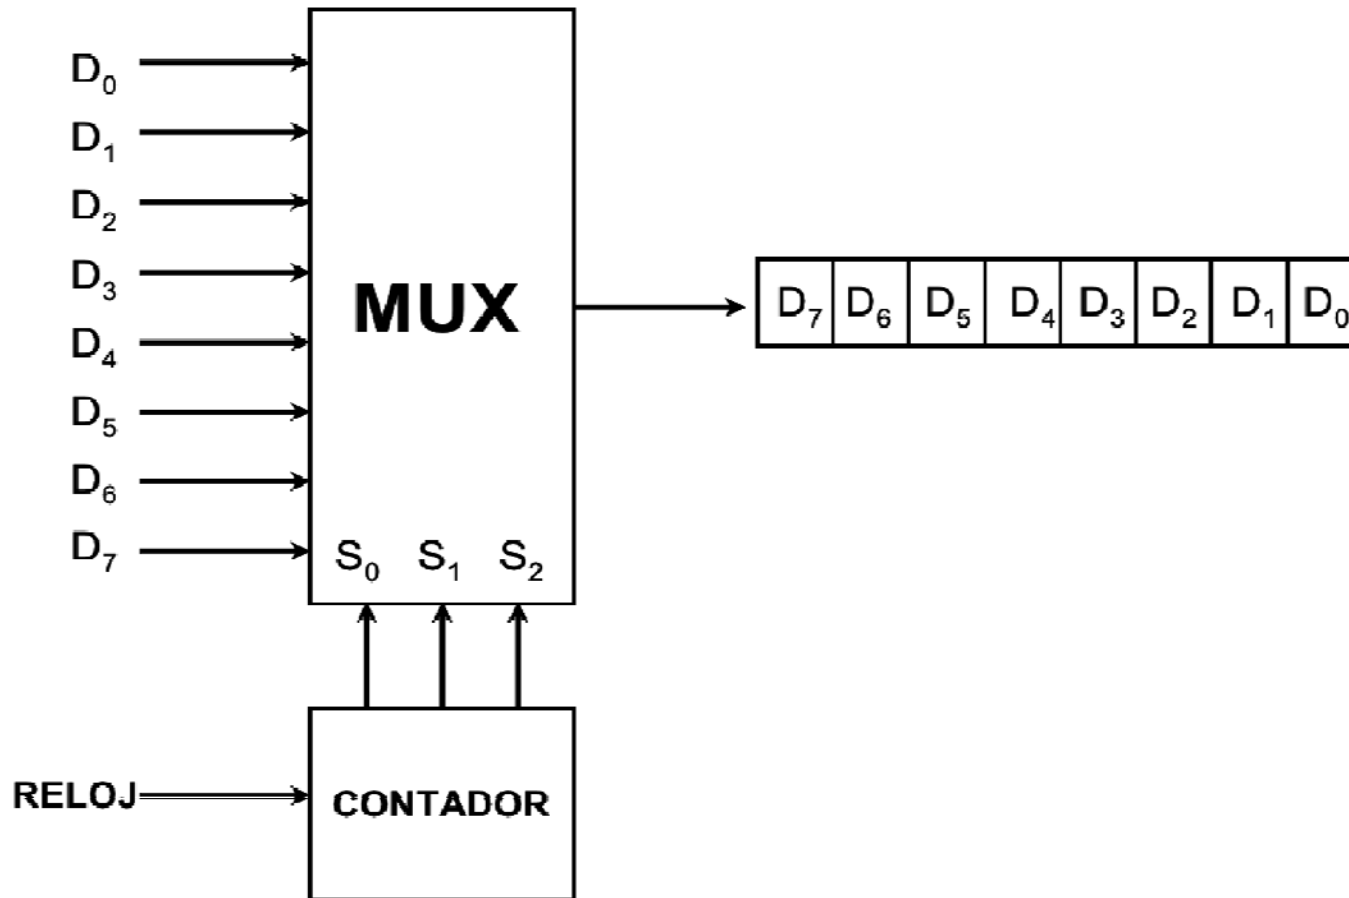 D₀
D₁
D₂
D₃
D₄
D₅
D₆
D₇
MUX
S₀ S₁ S₂
D₇ D₆ D₅ D₄ D₃ D₂ D₁ D₀
RELOJ
CONTADOR